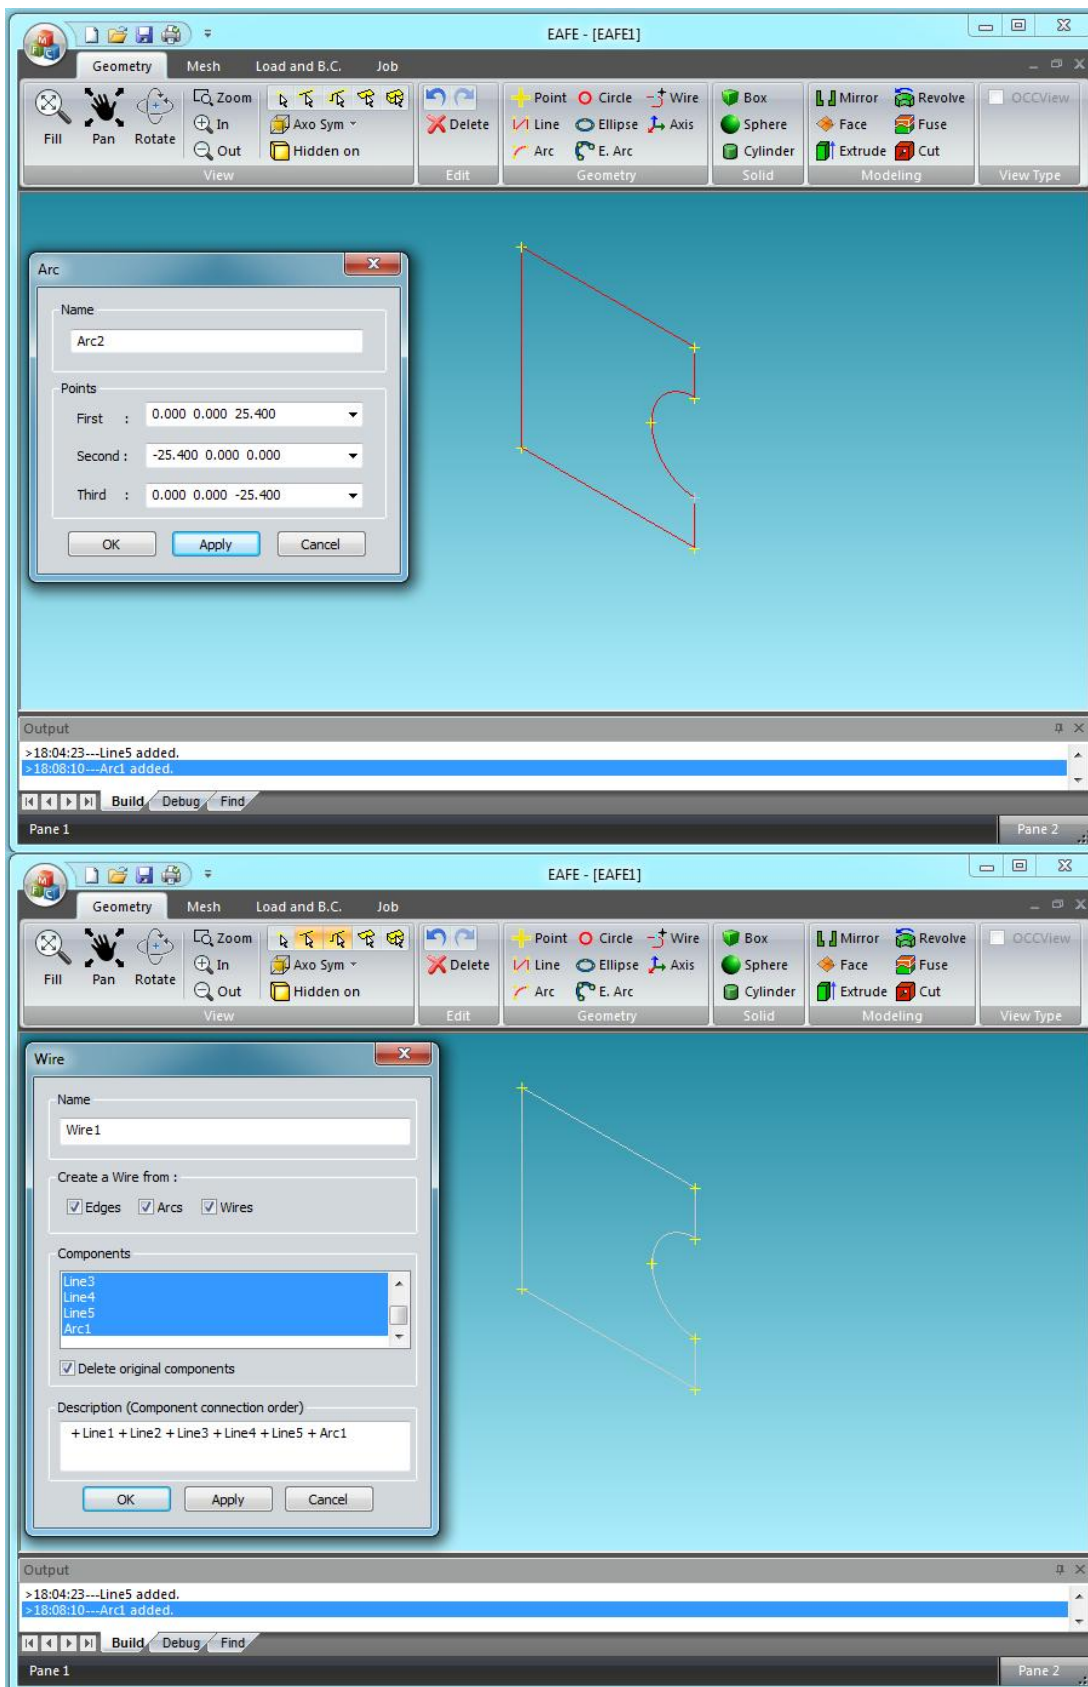 EAFE - [EAFE1]
Geometry Mesh Load and B.C. Job
Zoom Point Circle Wire Box Mirror Revolve OCCView
Fill Pan Rotate In Axo Sym Delete Line Ellipse Axis Sphere Face Fuse
Out Hidden on Arc E. Arc Cylinder Extrude Cut
View Edit Geometry Solid Modeling View Type
Arc
Name
Arc2
Points
First : 0.000 0.000 25.400
Second : -25.400 0.000 0.000
Third : 0.000 0.000 -25.400
OK Apply Cancel
Output
>18:04:23---Line5 added.
>18:08:10---Arc1 added.
Build Debug Find
Pane 1 Pane 2
EAFE - [EAFE1]
Geometry Mesh Load and B.C. Job
Zoom Point Circle Wire Box Mirror Revolve OCCView
Fill Pan Rotate In Axo Sym Delete Line Ellipse Axis Sphere Face Fuse
Out Hidden on Arc E. Arc Cylinder Extrude Cut
View Edit Geometry Solid Modeling View Type
Wire
Name
Wire1
Create a Wire from :
Edges Arcs Wires
Components
Line3
Line4
Line5
Arc1
Delete original components
Description (Component connection order)
+Line1 +Line2 +Line3 +Line4 +Line5 + Arc1
OK Apply Cancel
Output
>18:04:23---Line5 added.
>18:08:10---Arc1 added.
Build Debug Find
Pane 1 Pane 2